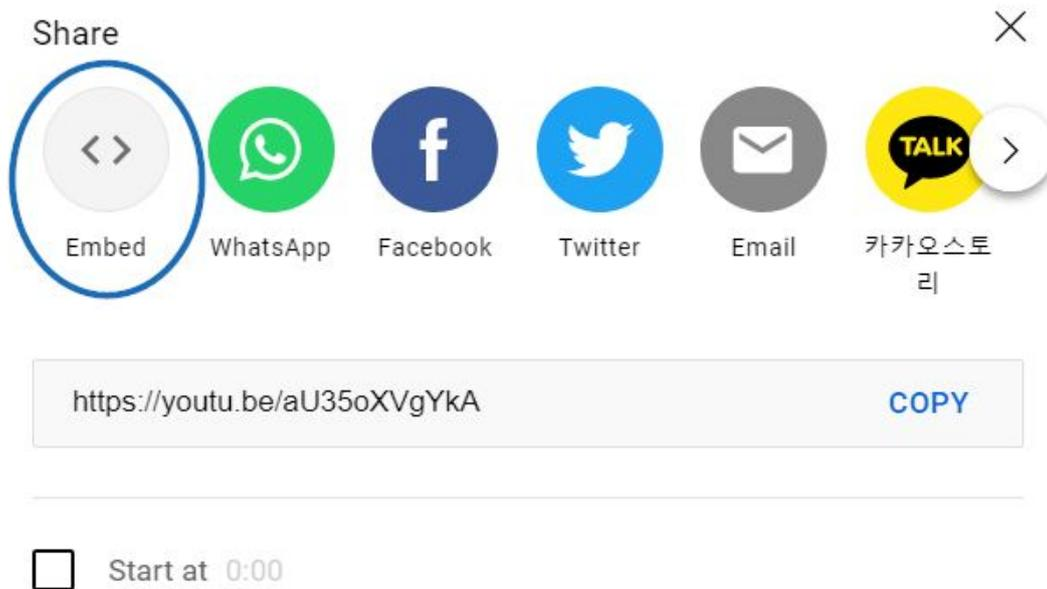 Share
TALK
Embed
WhatsApp
Facebook
Twitter
Email
카카오스토
리
https://youtu.be/aU35oXVgYkA
COPY
Start at 0:00